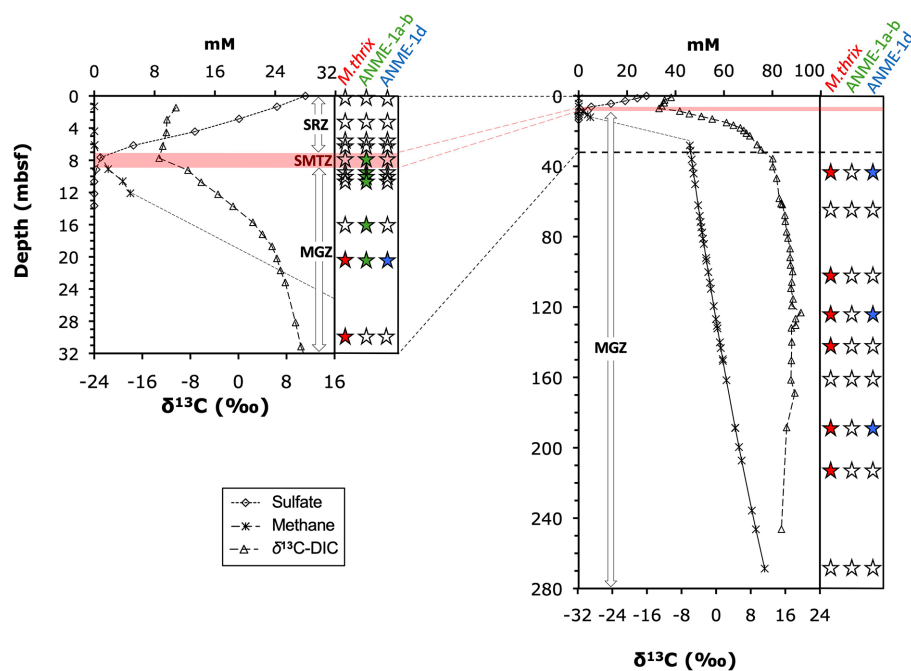 mM
0 8 16 24 32
M.thrix
ANME-1a-b
ANME-1d
0
4
8
12
16
20
24
28
32
Depth (mbsf)
SRZ
SMTZ
MGZ
-24 -16 -8 0 8 16
δ¹³C (‰)
Sulfate
Methane
δ¹³C-DIC
mM
0 20 40 60 80 100
M.thrix
ANME-1a-b
ANME-1d
0
40
80
120
160
200
240
280
MGZ
-32 -24 -16 -8 0 8 16 24
δ¹³C (‰)